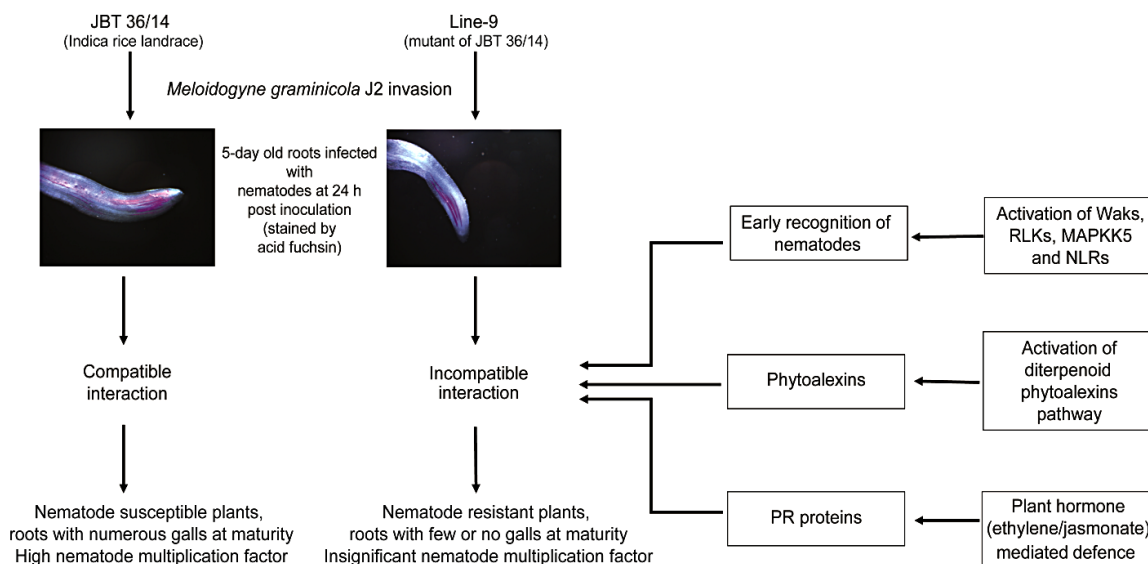 JBT 36/14
(Indica rice landrace)
Line-9
(mutant of JBT 36/14)
Meloidogyne graminicola J2 invasion
5-day old roots infected
with
nematodes at 24 h
post inoculation
(stained by
acid fuchsin)
Early recognition of
nematodes
Activation of Waks,
RLKs, MAPKK5
and NLRs
Compatible
interaction
Incompatible
interaction
Phytoalexins
Activation of
diterpenoid
phytoalexins
pathway
Nematode susceptible plants,
roots with numerous galls at maturity
High nematode multiplication factor
Nematode resistant plants,
roots with few or no galls at maturity
Insignificant nematode multiplication factor
PR proteins
Plant hormone
(ethylene/jasmonate)
mediated defence